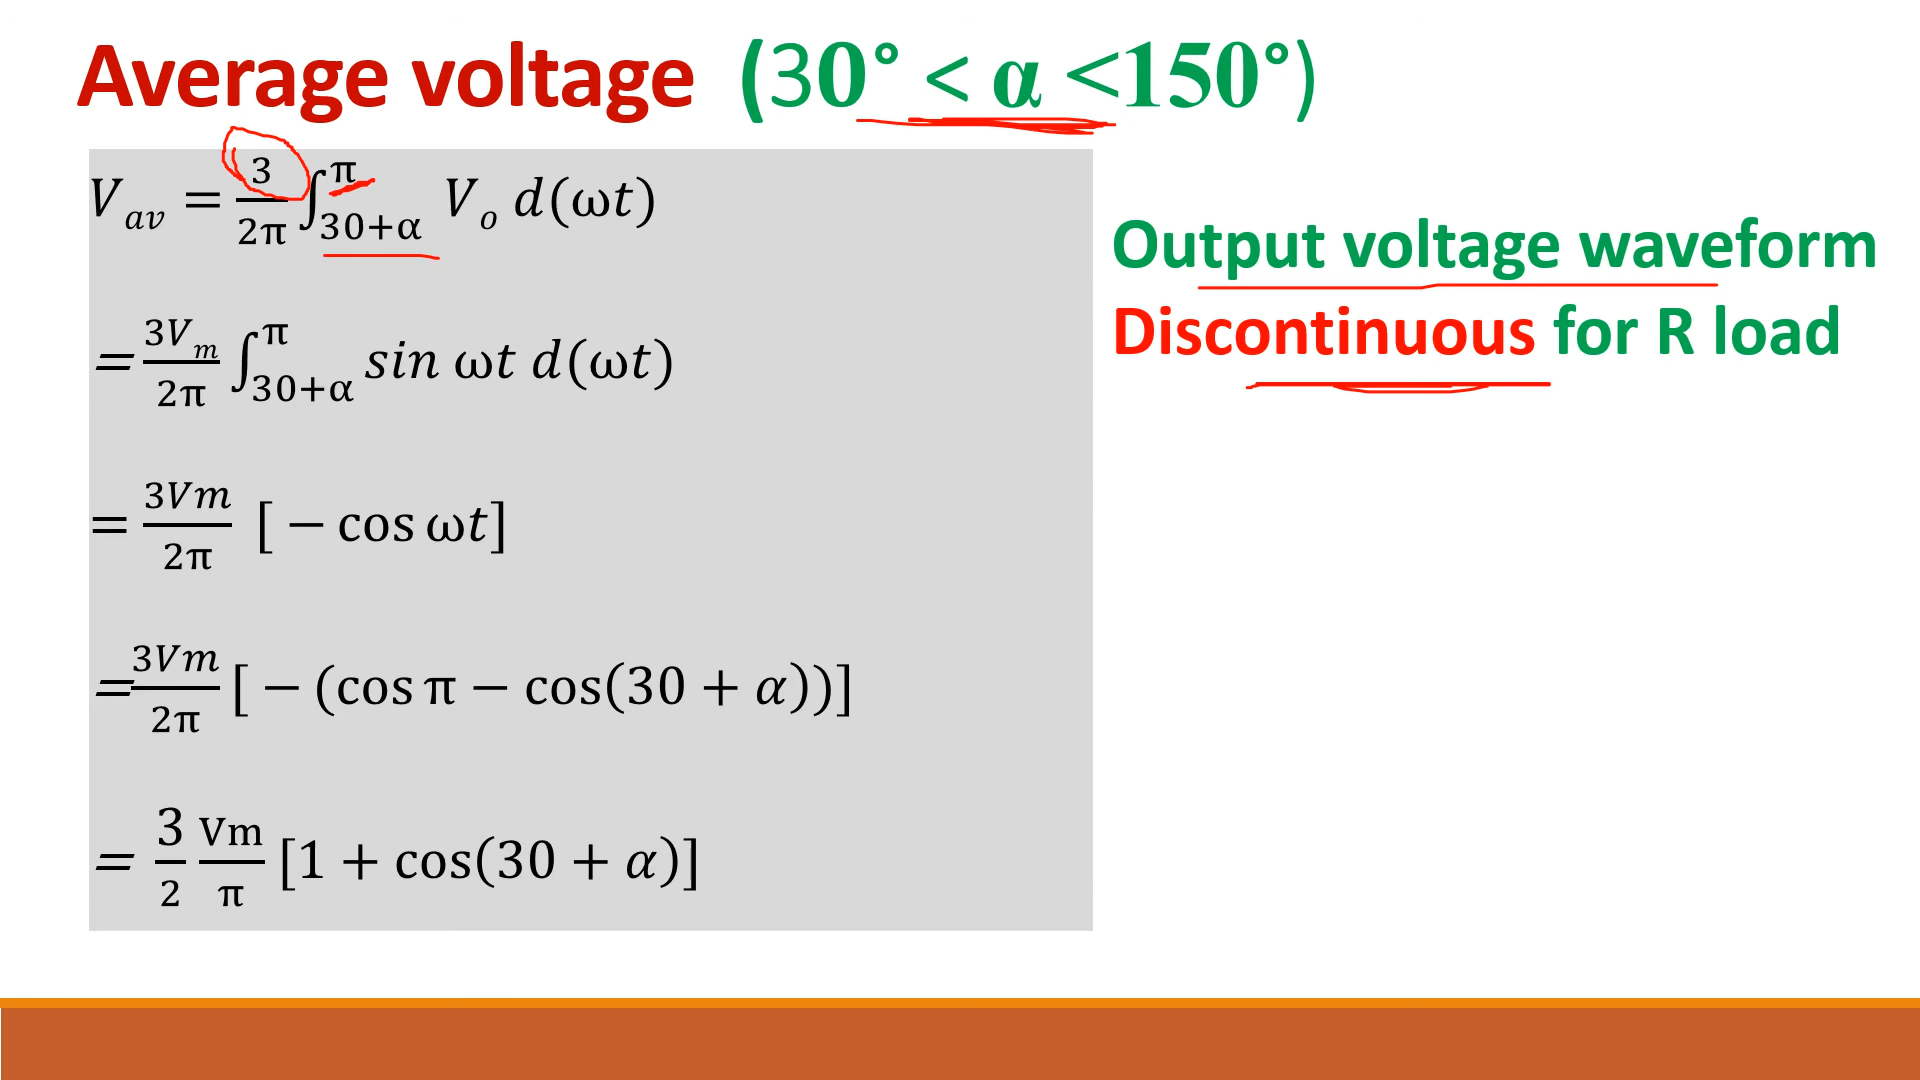 Average voltage (30° < α <150°)
V_av = 3/2π ∫_{30+α}^{π} V_o d(ωt)
= 3V_m/2π ∫_{30+α}^{π} sin ωt d(ωt)
= 3Vm/2π [ − cos ωt]
= 3Vm/2π [ − (cos π − cos(30 + α))]
= 3/2 Vm/π [1 + cos(30 + α)]
Output voltage waveform
Discontinuous for R load